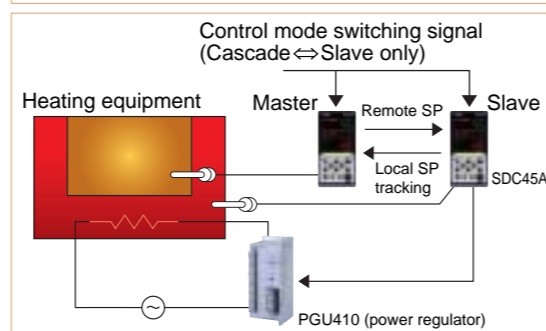 Control mode switching signal
(Cascade⇔Slave only)
Heating equipment
Master
Remote SP
Slave
Local SP
tracking
SDC45A
PGU410 (power regulator)